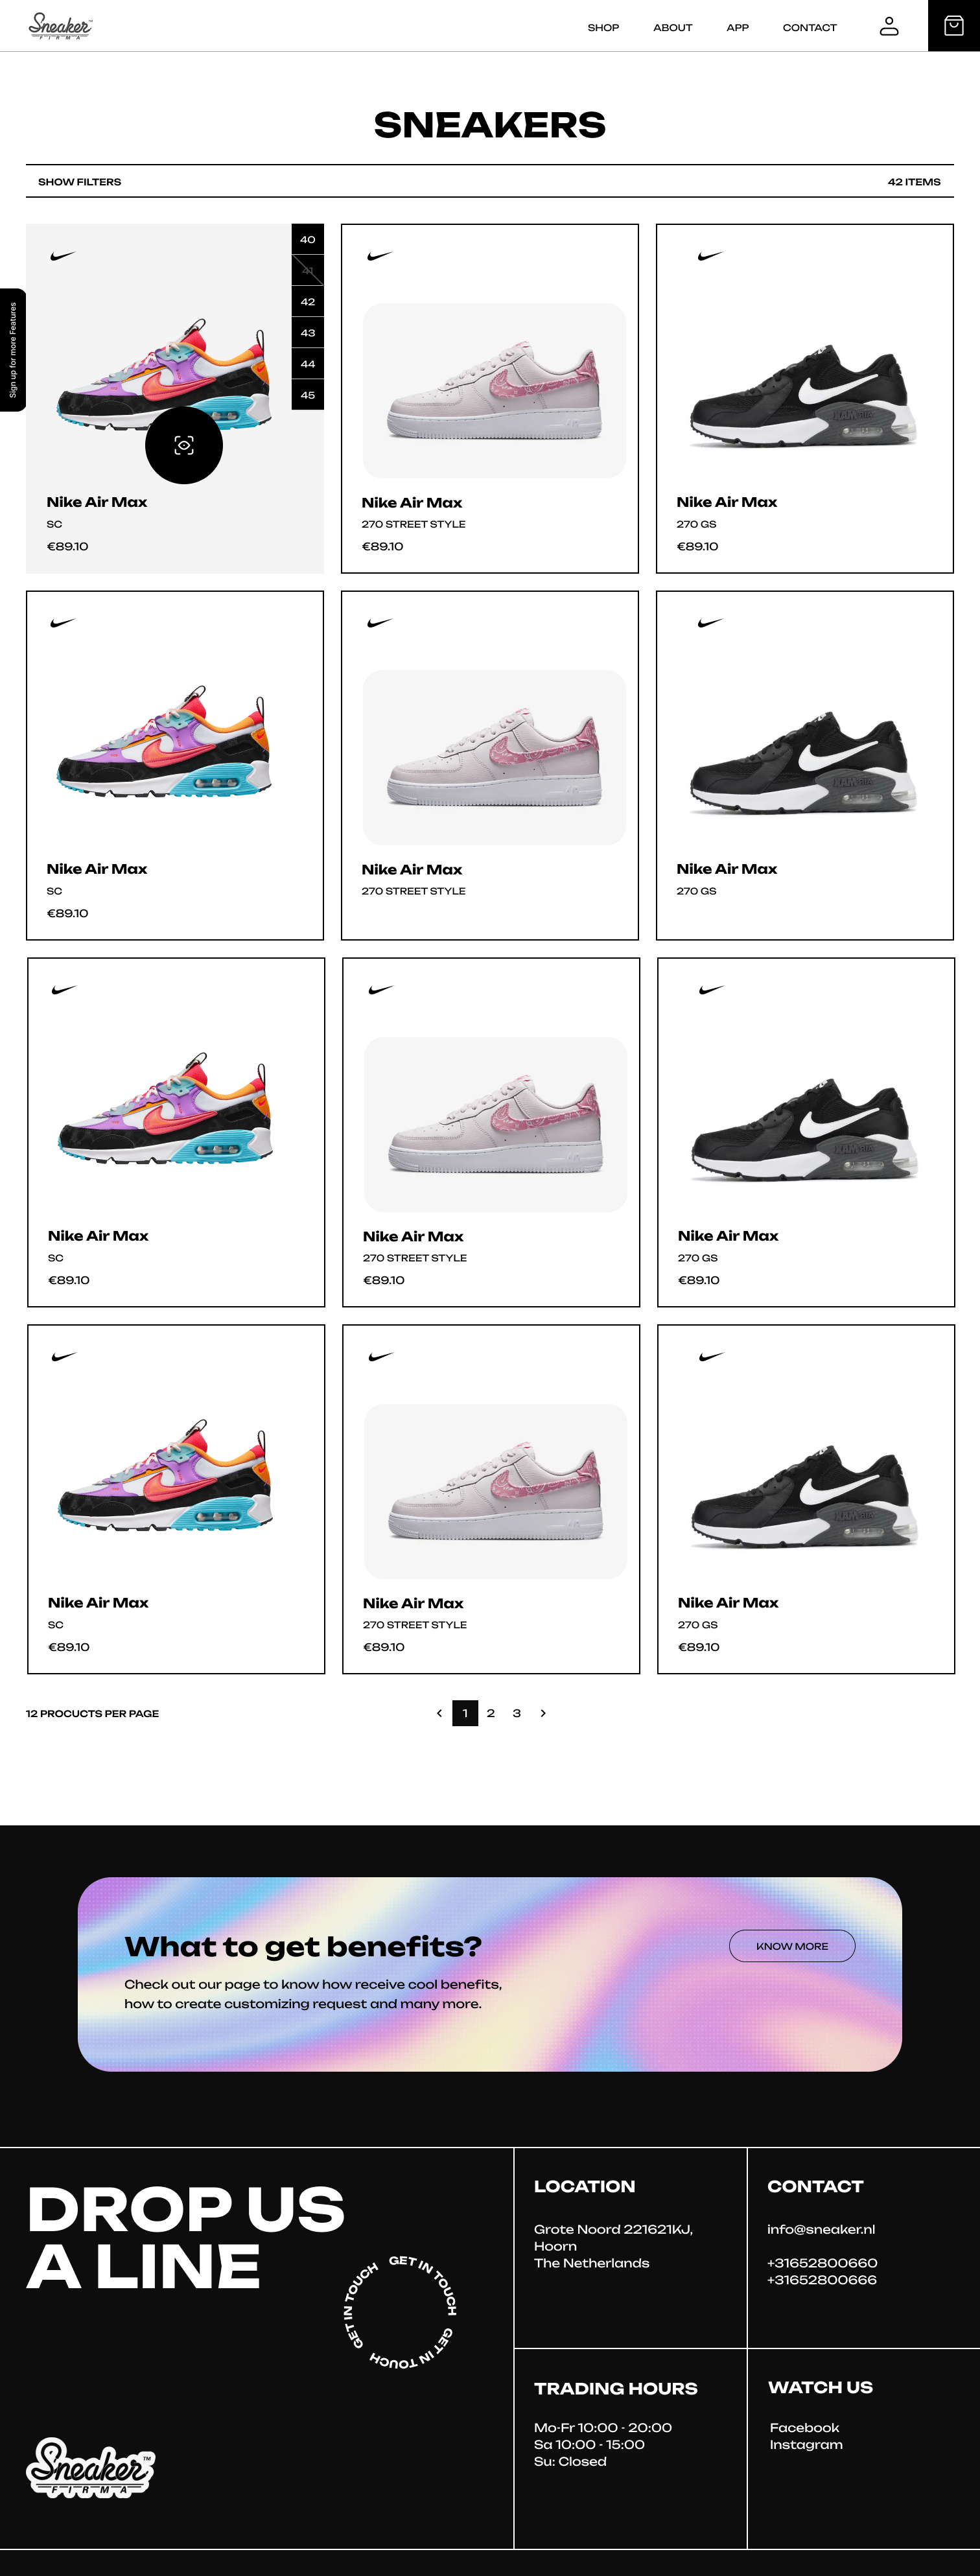 Sneaker™
FIRMA
SHOP
ABOUT
APP
CONTACT
SNEAKERS
SHOW FILTERS
42 ITEMS
Sign up for more Features
40
41
42
43
44
45
Nike Air Max
SC
€89.10
Nike Air Max
270 STREET STYLE
€89.10
Nike Air Max
270 GS
€89.10
Nike Air Max
SC
€89.10
Nike Air Max
270 STREET STYLE
Nike Air Max
270 GS
Nike Air Max
SC
€89.10
Nike Air Max
270 STREET STYLE
€89.10
Nike Air Max
270 GS
€89.10
Nike Air Max
SC
€89.10
Nike Air Max
270 STREET STYLE
€89.10
Nike Air Max
270 GS
€89.10
12 PROCUCTS PER PAGE
1
2
3
What to get benefits?
Check out our page to know how receive cool benefits,
how to create customizing request and many more.
KNOW MORE
DROP US
A LINE
GET IN TOUCH GET IN TOUCH GET IN TOUCH
Sneaker™
FIRMA
LOCATION
Grote Noord 221621KJ,
Hoorn
The Netherlands
CONTACT
info@sneaker.nl
+31652800660
+31652800666
TRADING HOURS
Mo-Fr 10:00 - 20:00
Sa 10:00 - 15:00
Su: Closed
WATCH US
Facebook
Instagram